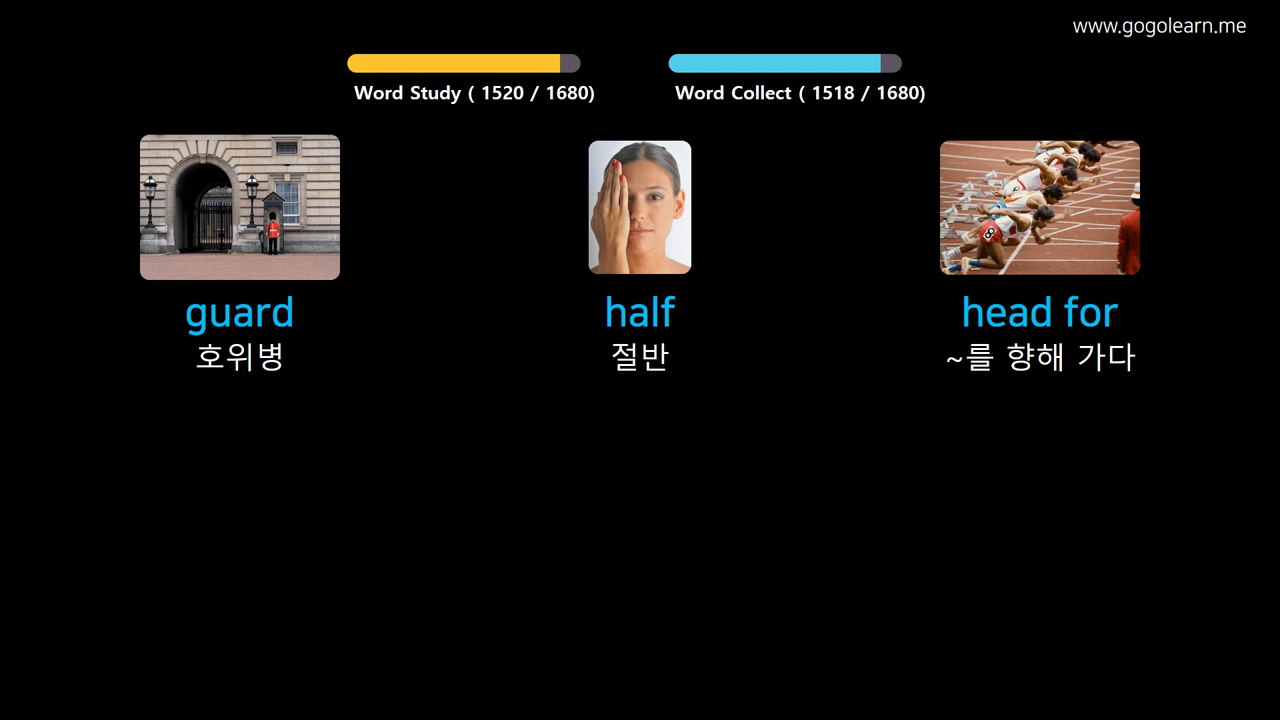 www.gogolearn.me
Word Study ( 1520 / 1680)
Word Collect ( 1518 / 1680)
guard
호위병
half
절반
head for
~를 향해 가다